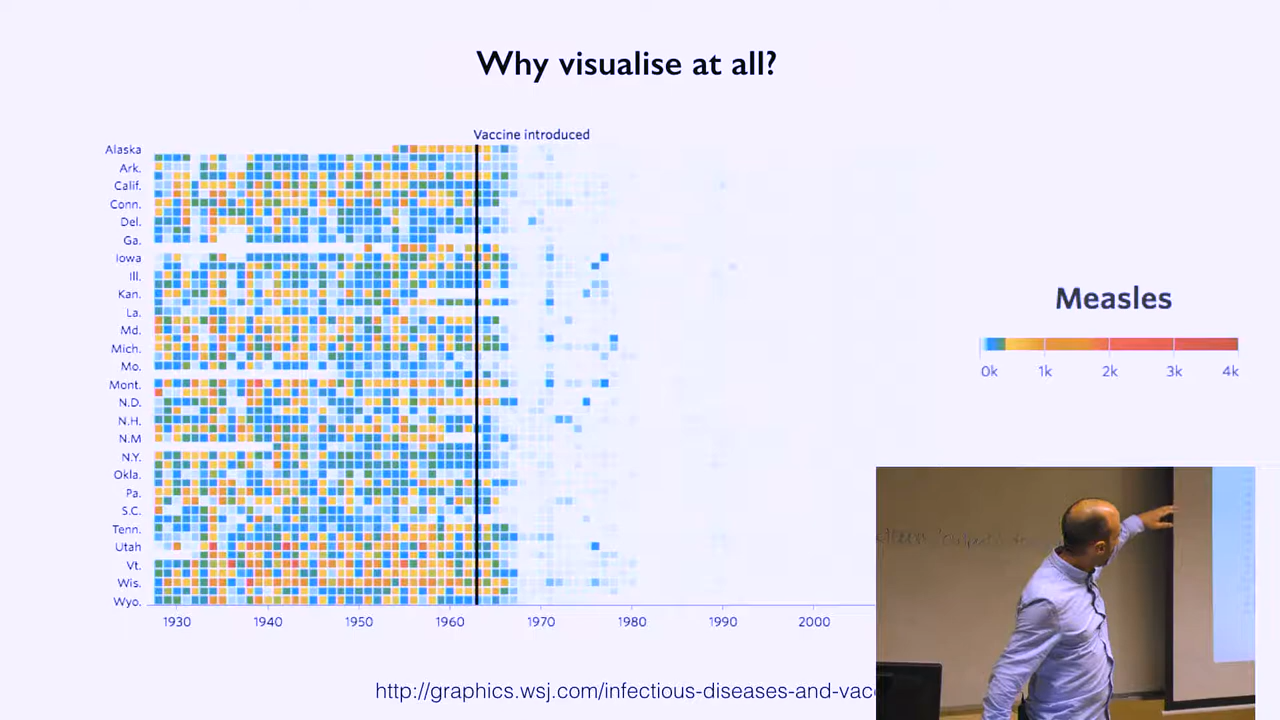 Why visualise at all?
Vaccine introduced
Alaska
Ark.
Calif.
Conn.
Del.
Ga.
Iowa
Ill.
Kan.
La.
Md.
Mich.
Mo.
Mont.
N.D.
N.H.
N.M
N.Y.
Okla.
Pa.
S.C.
Tenn.
Utah
Vt.
Wis.
Wyo.
1930 1940 1950 1960 1970 1980 1990 2000
Measles
0k 1k 2k 3k 4k
http://graphics.wsj.com/infectious-diseases-and-vacc